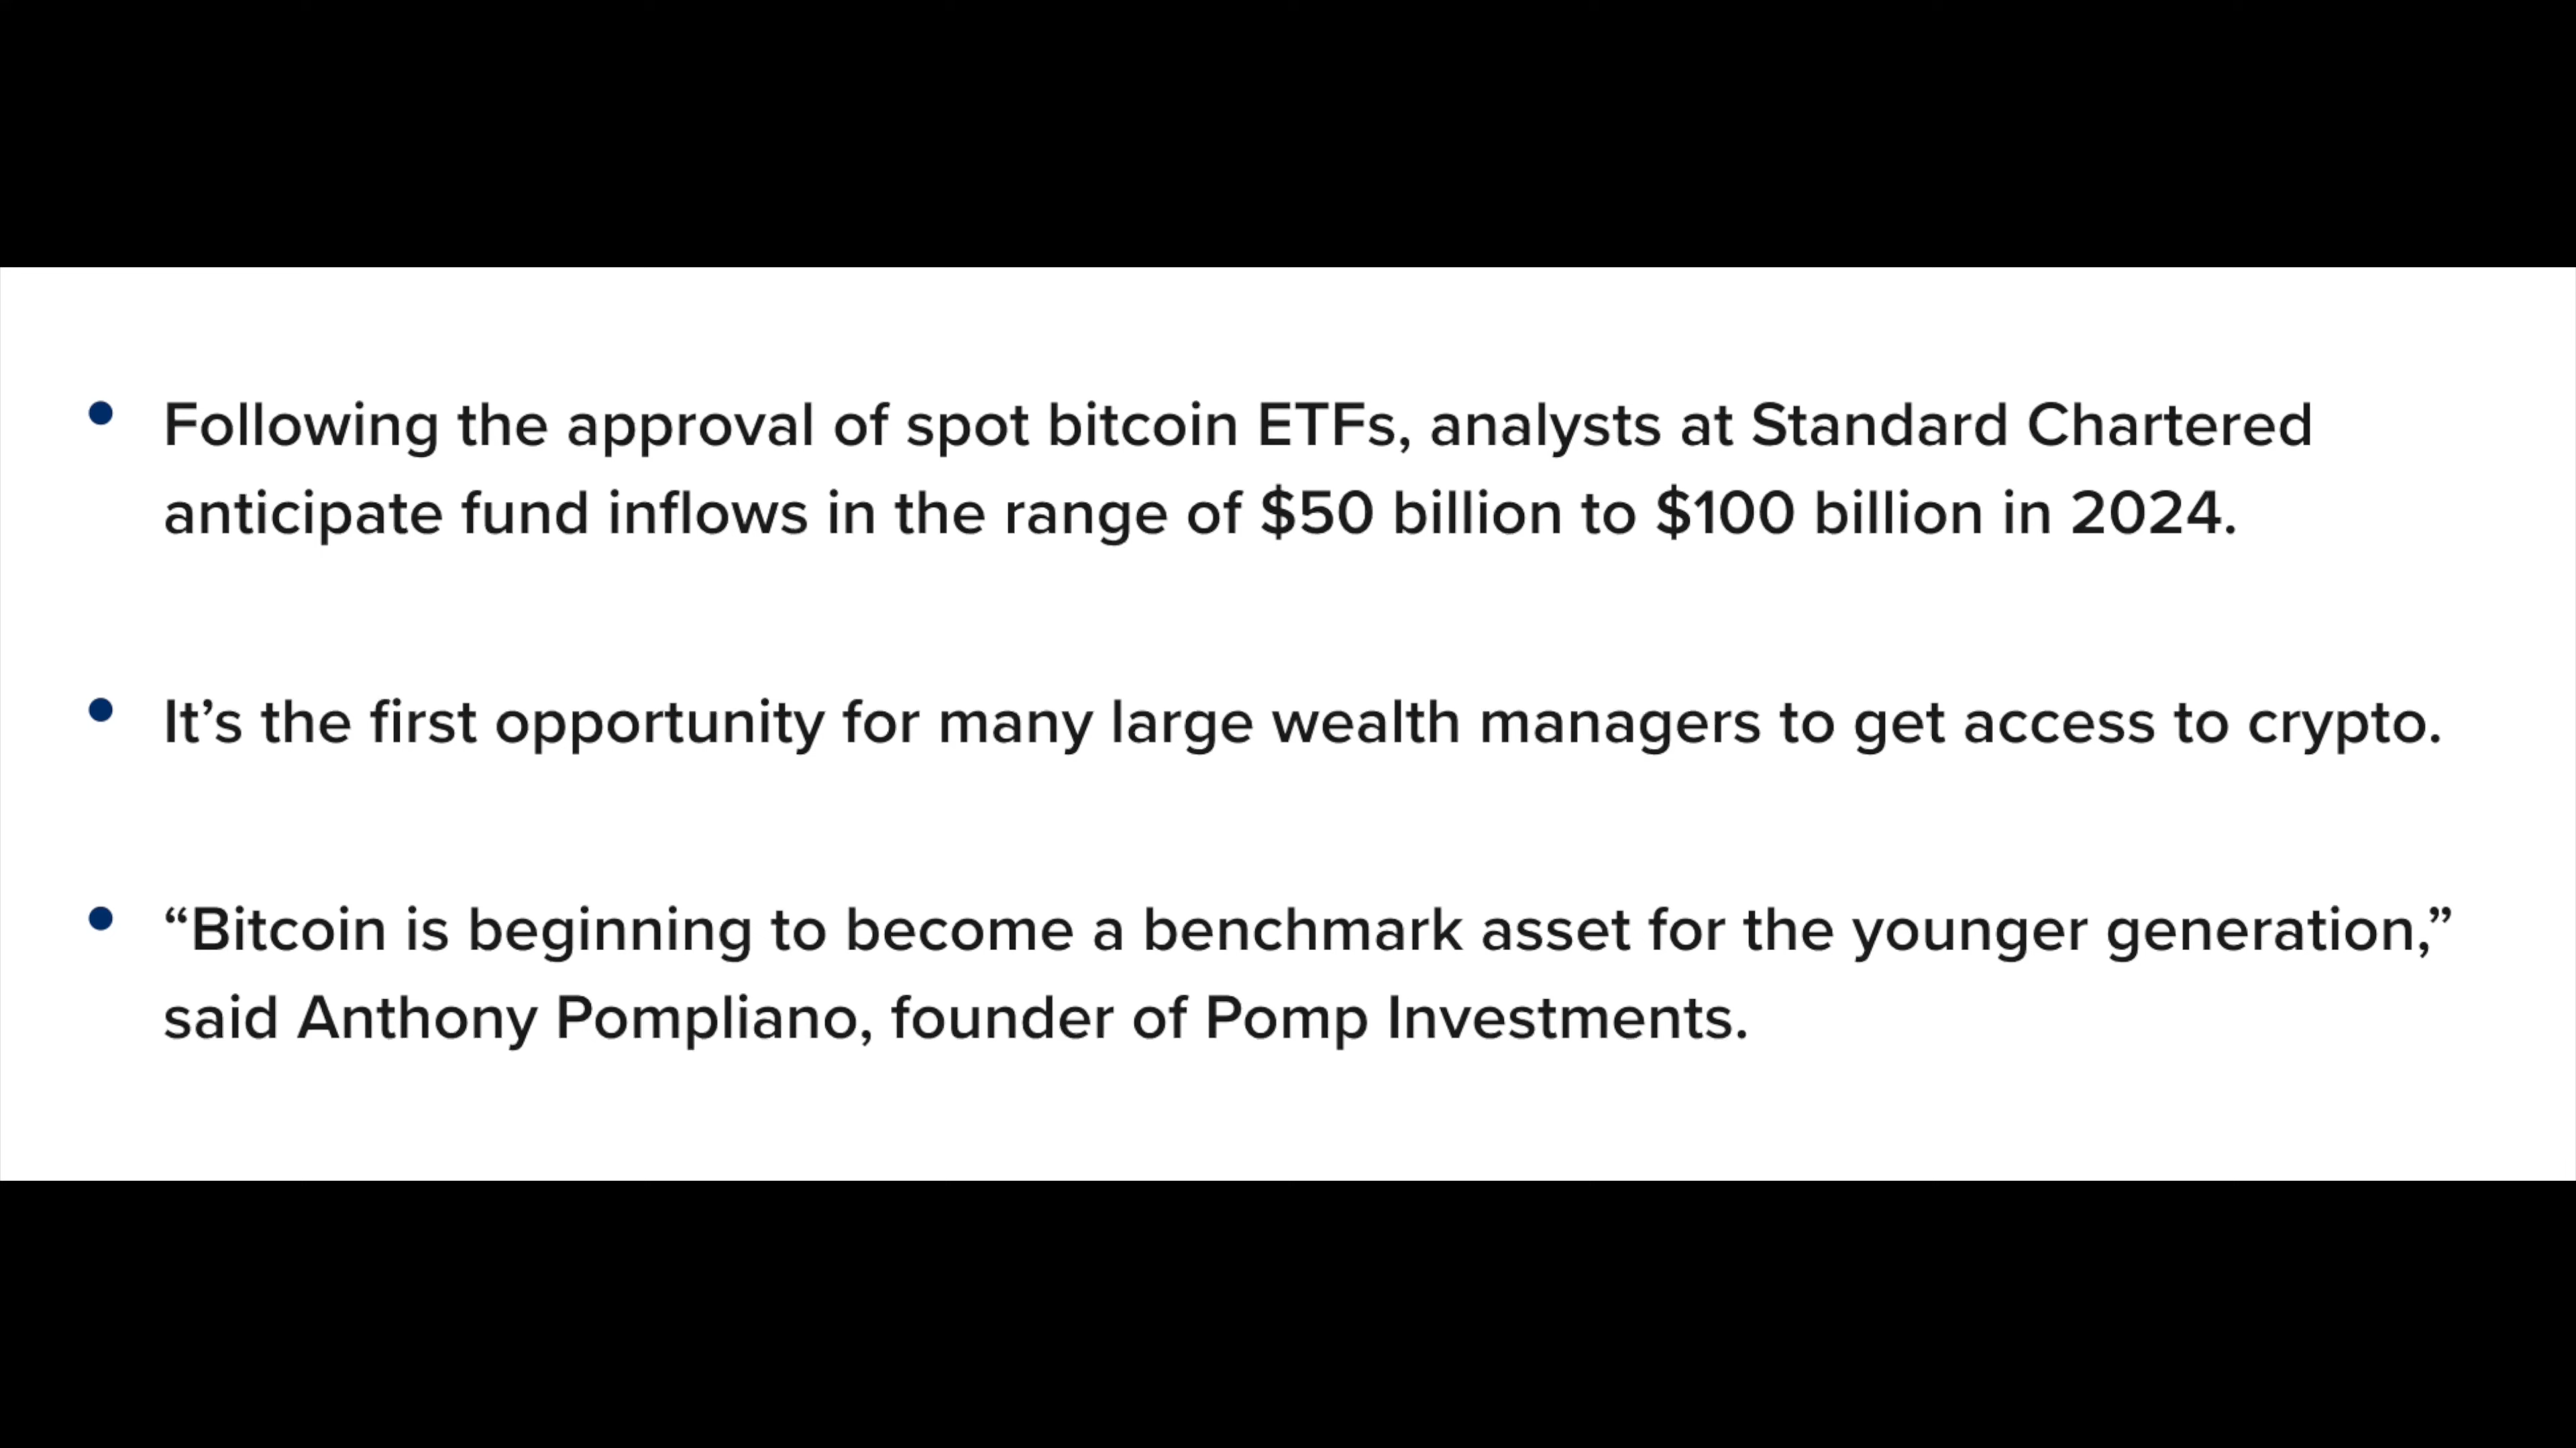 • Following the approval of spot bitcoin ETFs, analysts at Standard Chartered
anticipate fund inflows in the range of $50 billion to $100 billion in 2024.
• It’s the first opportunity for many large wealth managers to get access to crypto.
• “Bitcoin is beginning to become a benchmark asset for the younger generation,”
said Anthony Pompliano, founder of Pomp Investments.